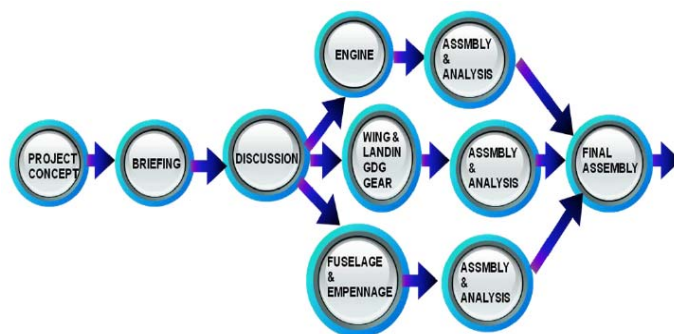 PROJECT
CONCEPT
BRIEFING
DISCUSSION
ENGINE
ASSMBLY
&
ANALYSIS
WING &
LANDIN
GDG
GEAR
ASSMBLY
&
ANALYSIS
FUSELAGE
&
EMPENNAGE
ASSMBLY
&
ANALYSIS
FINAL
ASSEMBLY